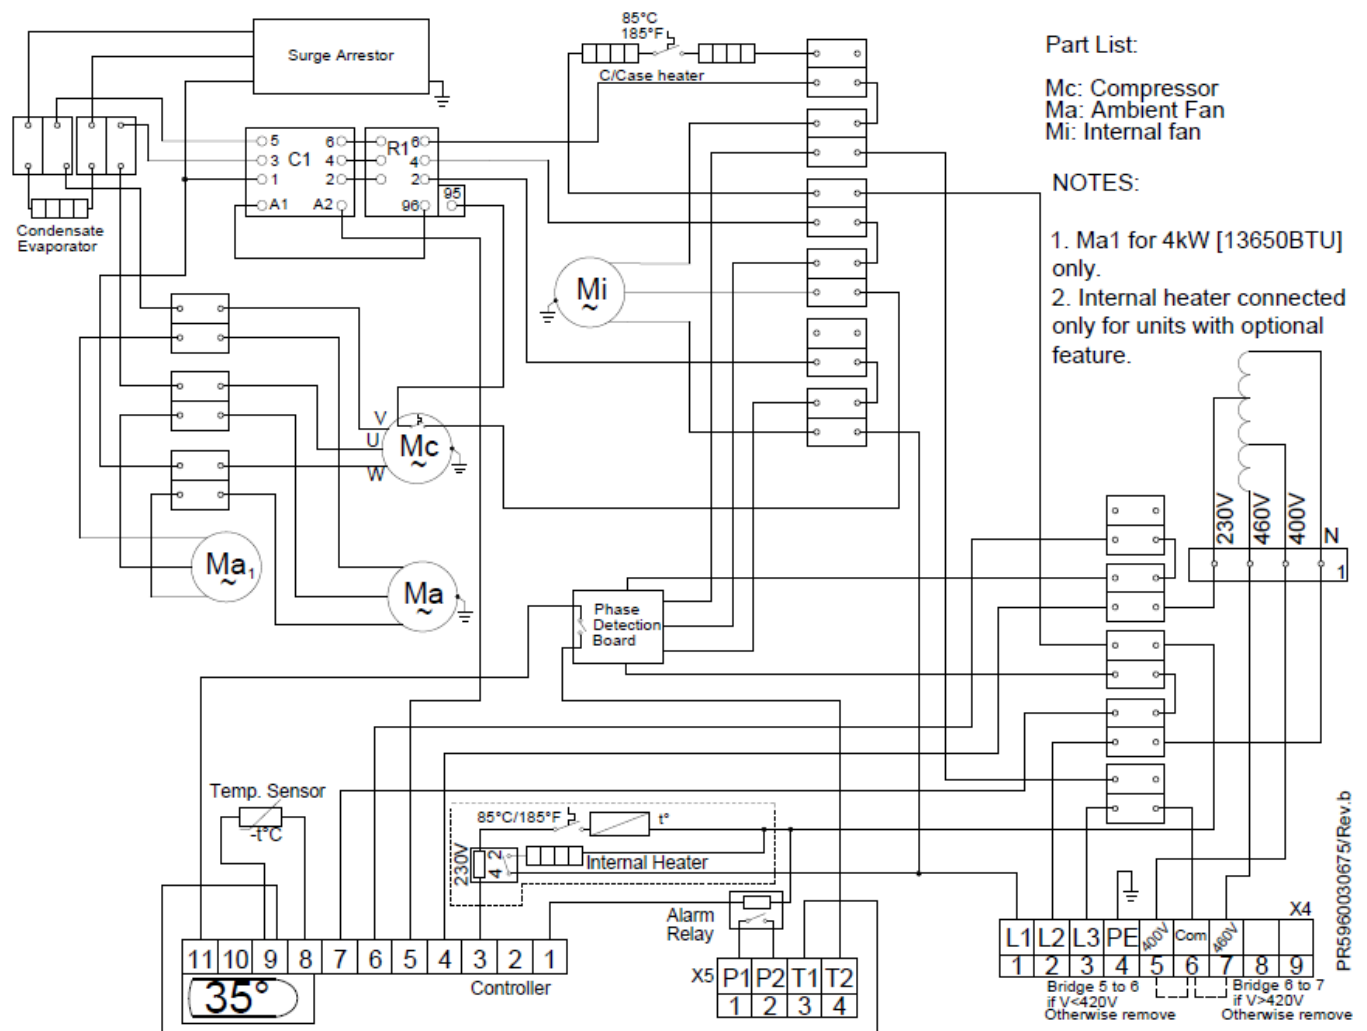 85°C
185°F
C/Case heater
Surge Arrestor
Part List:
Mc: Compressor
Ma: Ambient Fan
Mi: Internal fan
NOTES:
1. Ma1 for 4kW [13650BTU]
only.
2. Internal heater connected
only for units with optional
feature.
5 6 R1 6
3 C1 4 4
1 2 2
A1 A2 96 95
Condensate
Evaporator
Mi
~
V
U
W
Mc
~
Ma1
~
Ma
~
230V
460V
400V
N
1
Phase
Detection
Board
Temp. Sensor
-t°C
85°C/185°F
t°
230V
2
4
Internal Heater
Alarm
Relay
11 10 9 8 7 6 5 4 3 2 1
35°
Controller
X5
P1 P2 T1 T2
1 2 3 4
X4
L1 L2 L3 PE 400V Com 460V
1 2 3 4 5 6 7 8 9
Bridge 5 to 6
if V<420V
Otherwise remove
Bridge 6 to 7
if V>420V
Otherwise remove
PR5960030675/Rev.b